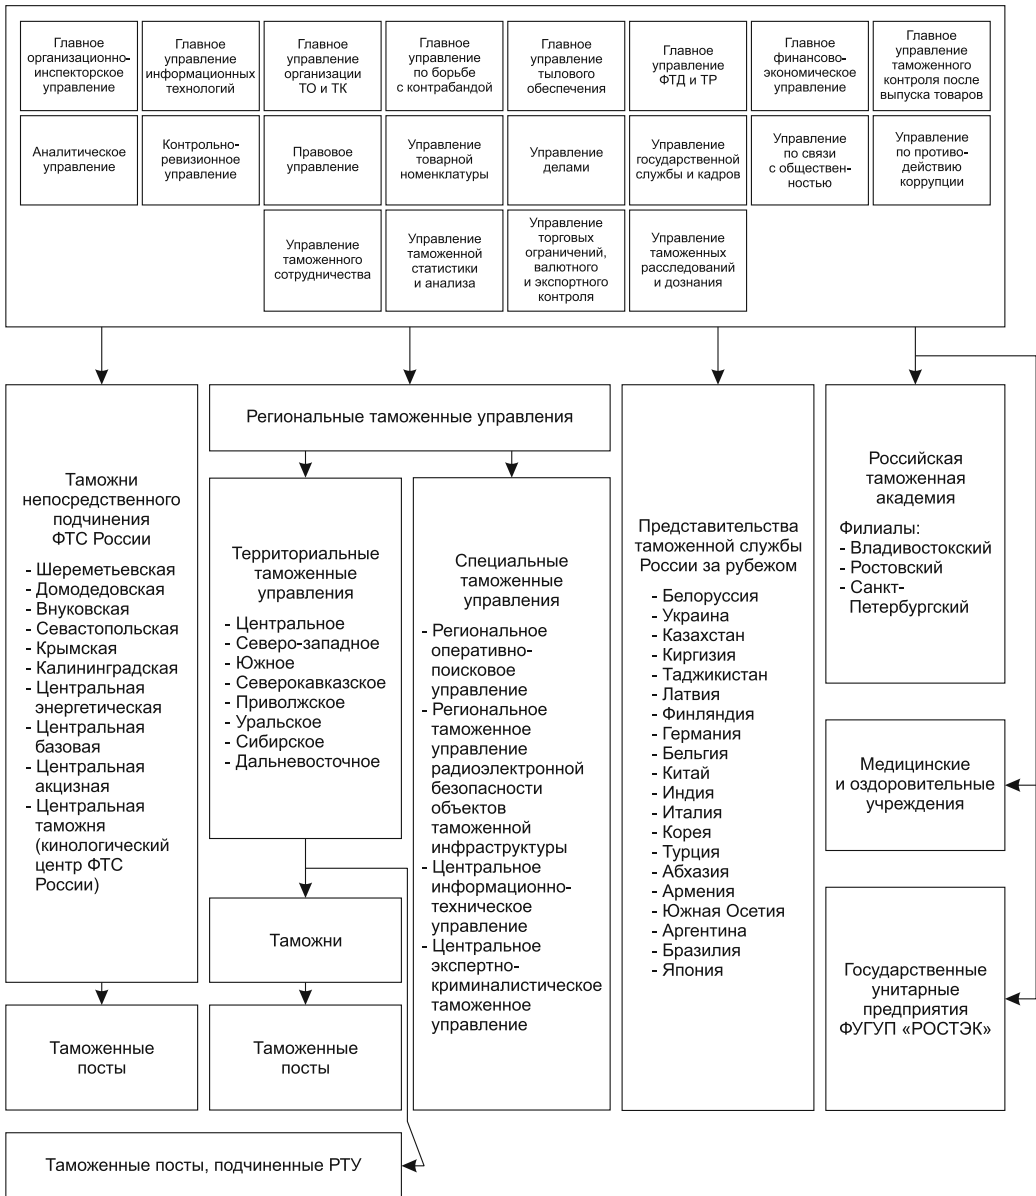 Главное
организационно-
инспекторское
управление
Главное
управление
информационных
технологий
Главное
управление
организации
ТО и ТК
Главное
управление
по борьбе
с контрабандой
Главное
управление
тылового
обеспечения
Главное
управление
ФТД и ТР
Главное
финансово-
экономическое
управление
Главное
управление
таможенного
контроля после
выпуска товаров
Аналитическое
управление
Контрольно-
ревизионное
управление
Правовое
управление
Управление
товарной
номенклатуры
Управление
делами
Управление
государственной
службы и кадров
Управление
по связи
с обществен-
ностью
Управление
по противо-
действию
коррупции
Управление
таможенного
сотрудничества
Управление
таможенной
статистики
и анализа
Управление
торговых
ограничений,
валютного
и экспортного
контроля
Управление
таможенных
расследований
и дознания
Таможни
непосредственного
подчинения
ФТС России
- Шереметьевская
- Домодедовская
- Внуковская
- Севастопольская
- Крымская
- Калининградская
- Центральная
энергетическая
- Центральная
базовая
- Центральная
акцизная
- Центральная
таможня
(кинологический
центр ФТС
России)
Таможенные
посты
Региональные таможенные управления
Территориальные
таможенные
управления
- Центральное
- Северо-западное
- Южное
- Северокавказское
- Приволжское
- Уральское
- Сибирское
- Дальневосточное
Таможни
Таможенные
посты
Таможенные посты, подчиненные РТУ
Специальные
таможенные
управления
- Региональное
оперативно-
поисковое
управление
- Региональное
таможенное
управление
радиоэлектронной
безопасности
объектов
таможенной
инфраструктуры
- Центральное
информационно-
техническое
управление
- Центральное
экспертно-
криминалистическое
таможенное
управление
Представительства
таможенной службы
России за рубежом
- Белоруссия
- Украина
- Казахстан
- Киргизия
- Таджикистан
- Латвия
- Финляндия
- Германия
- Бельгия
- Китай
- Индия
- Италия
- Корея
- Турция
- Абхазия
- Армения
- Южная Осетия
- Аргентина
- Бразилия
- Япония
Российская
таможенная
академия
Филиалы:
- Владивостокский
- Ростовский
- Санкт-
Петербургский
Медицинские
и оздоровительные
учреждения
Государственные
унитарные
предприятия
ФУГУП «РОСТЭК»